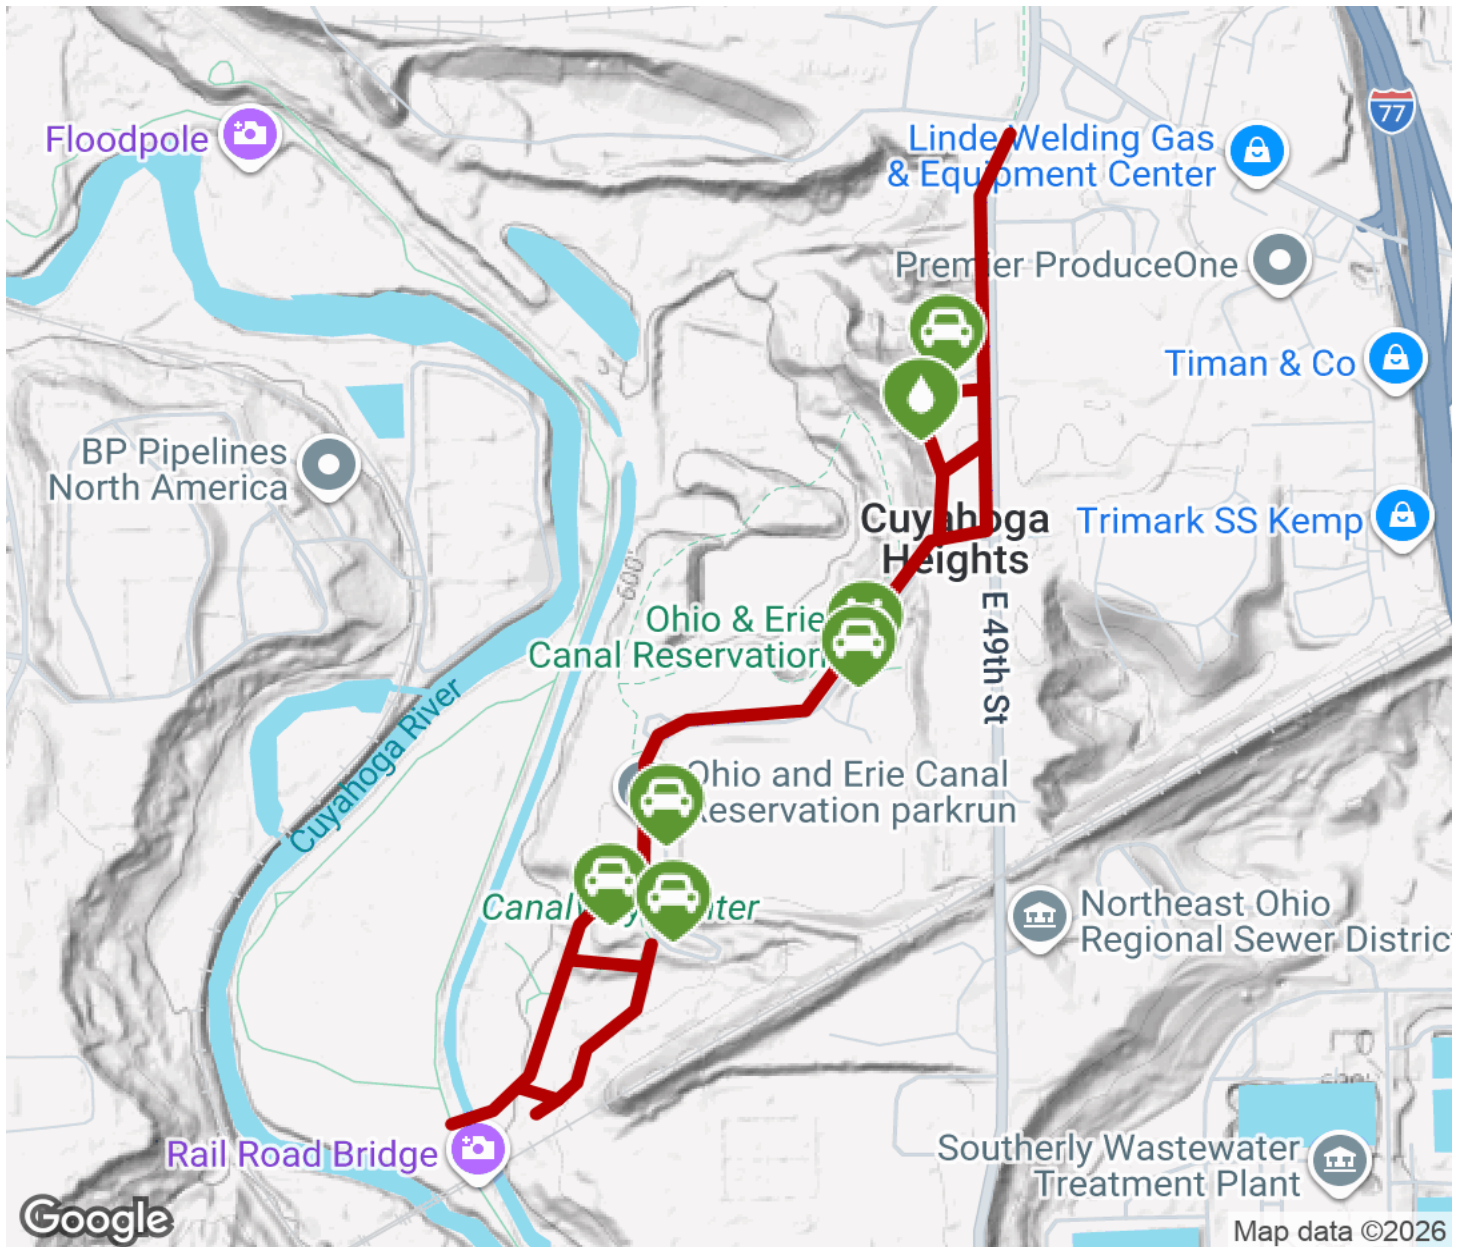 77
Floodpole
Linde Welding Gas
& Equipment Center
Premier ProduceOne
Timan & Co
BP Pipelines
North America
Trimark SS Kemp
Cuyahoga
Heights
600'
Ohio & Erie
Canal Reservation
E 49th St
Cuyahoga River
Ohio and Erie Canal
Reservation parkrun
Northeast Ohio
Regional Sewer District
Rail Road Bridge
Southerly Wastewater
Treatment Plant
Google
Map data ©2026